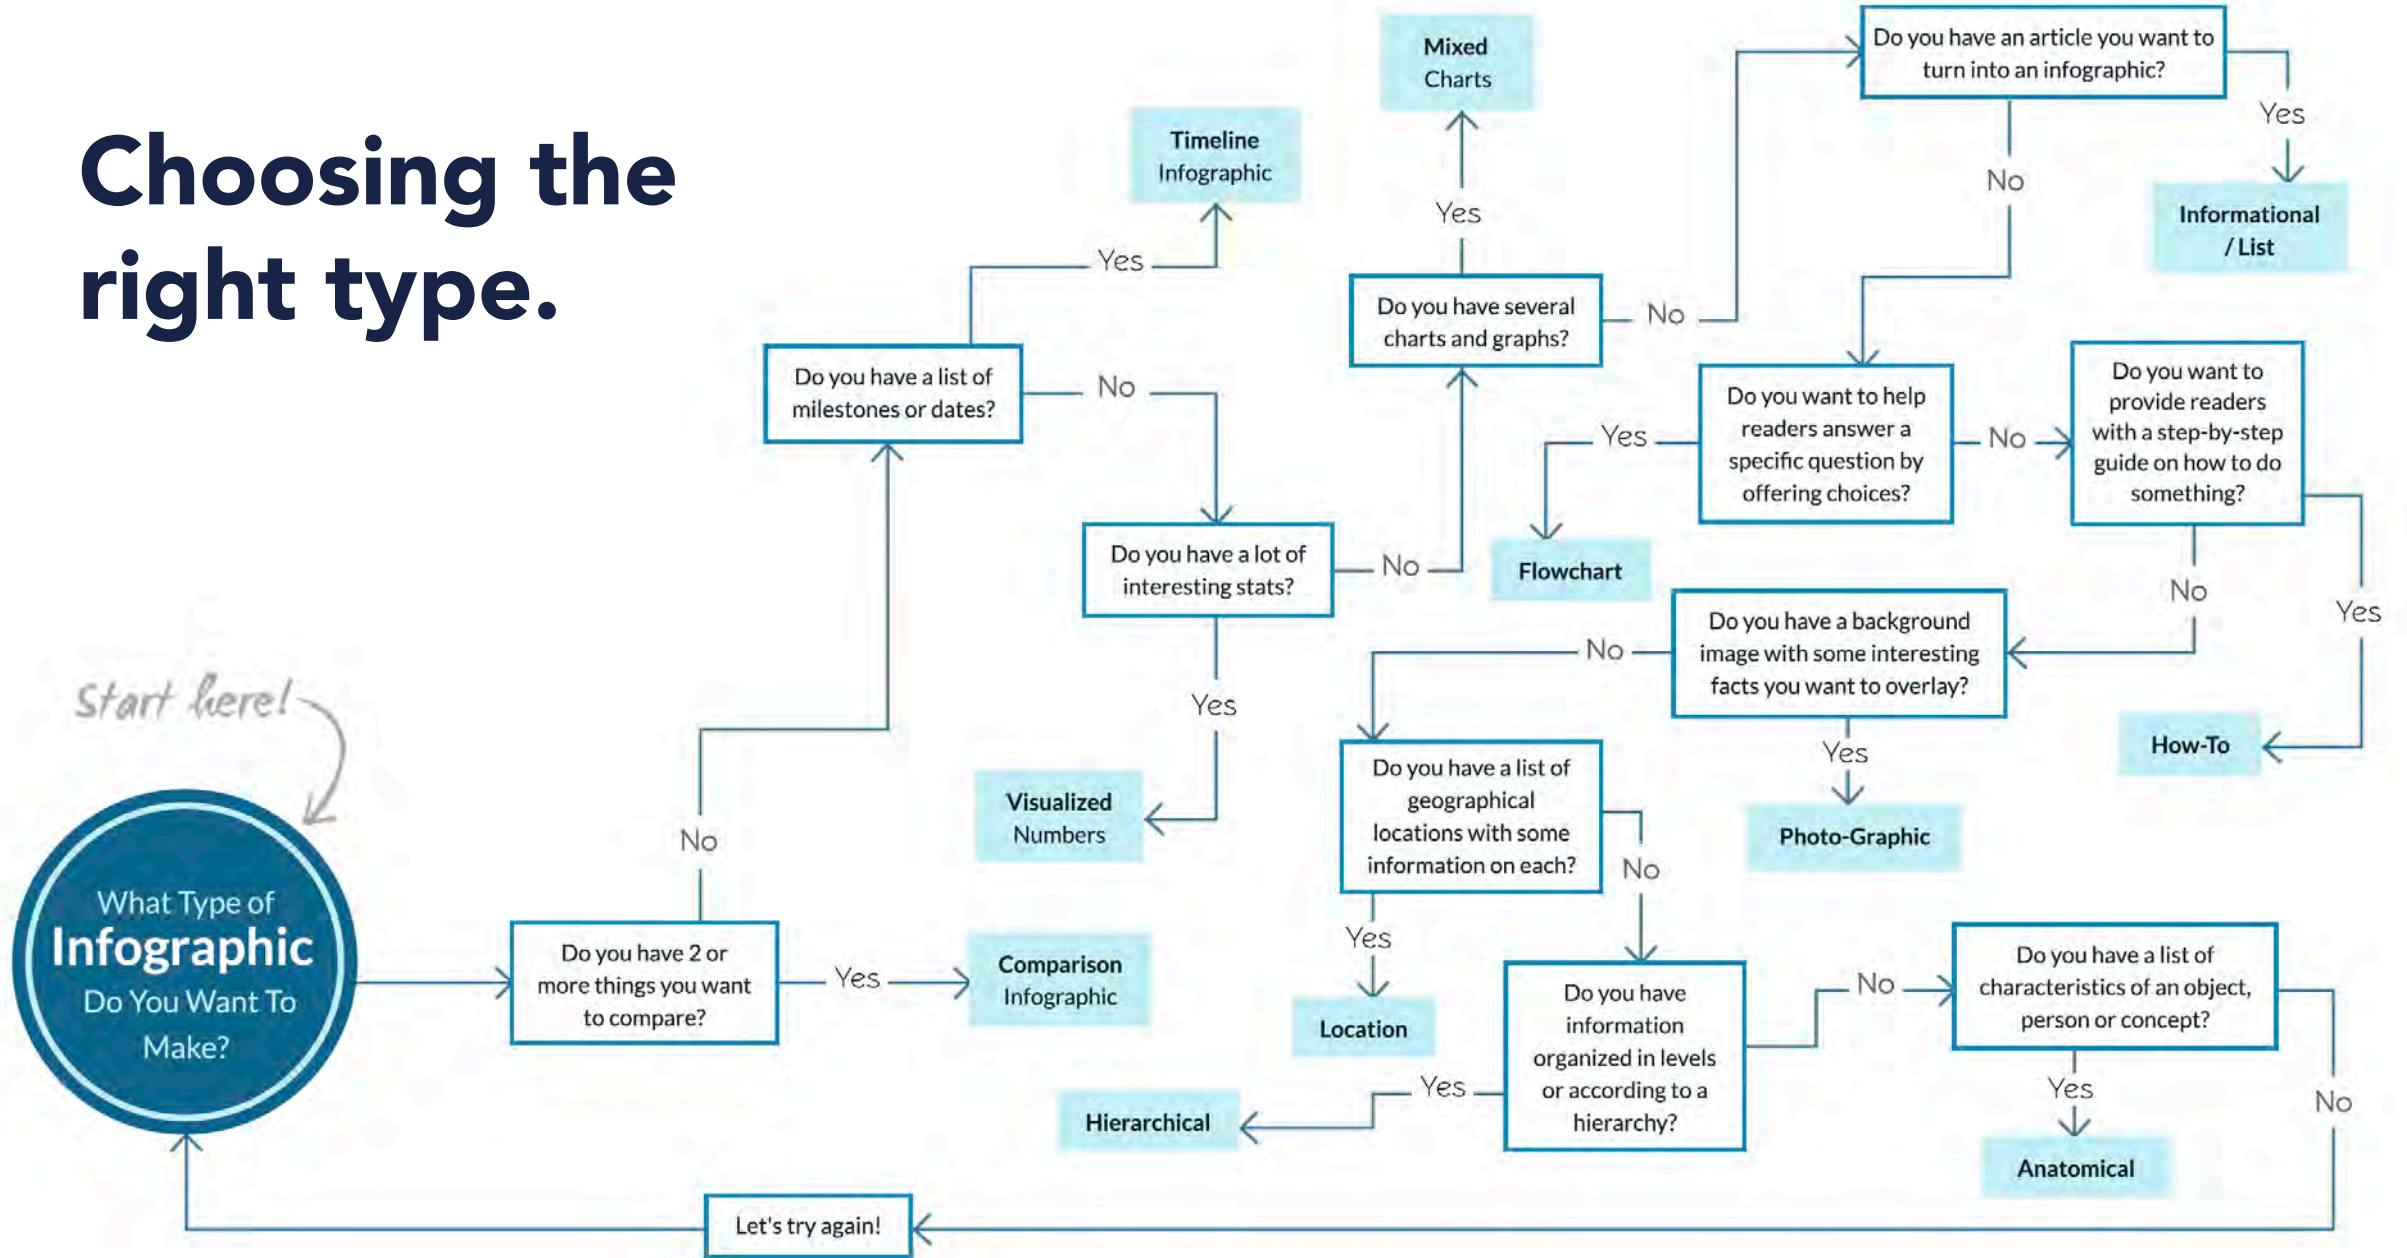 Choosing the
right type.
Start here!
What Type of
Infographic
Do You Want To
Make?
Do you have 2 or
more things you want
to compare?
Yes
Comparison
Infographic
No
Do you have a list of
milestones or dates?
Yes
Timeline
Infographic
No
Do you have a lot of
interesting stats?
Yes
Visualized
Numbers
No
Do you have several
charts and graphs?
Yes
Mixed
Charts
No
Do you have an article you want to
turn into an infographic?
Yes
Informational
/ List
No
Do you want to help
readers answer a
specific question by
offering choices?
Yes
Flowchart
No
Do you want to
provide readers
with a step-by-step
guide on how to do
something?
Yes
How-To
No
Do you have a background
image with some interesting
facts you want to overlay?
Yes
Photo-Graphic
No
Do you have a list of
geographical
locations with some
information on each?
Yes
Location
No
Do you have
information
organized in levels
or according to a
hierarchy?
Yes
Hierarchical
No
Do you have a list of
characteristics of an object,
person or concept?
Yes
Anatomical
No
Let's try again!